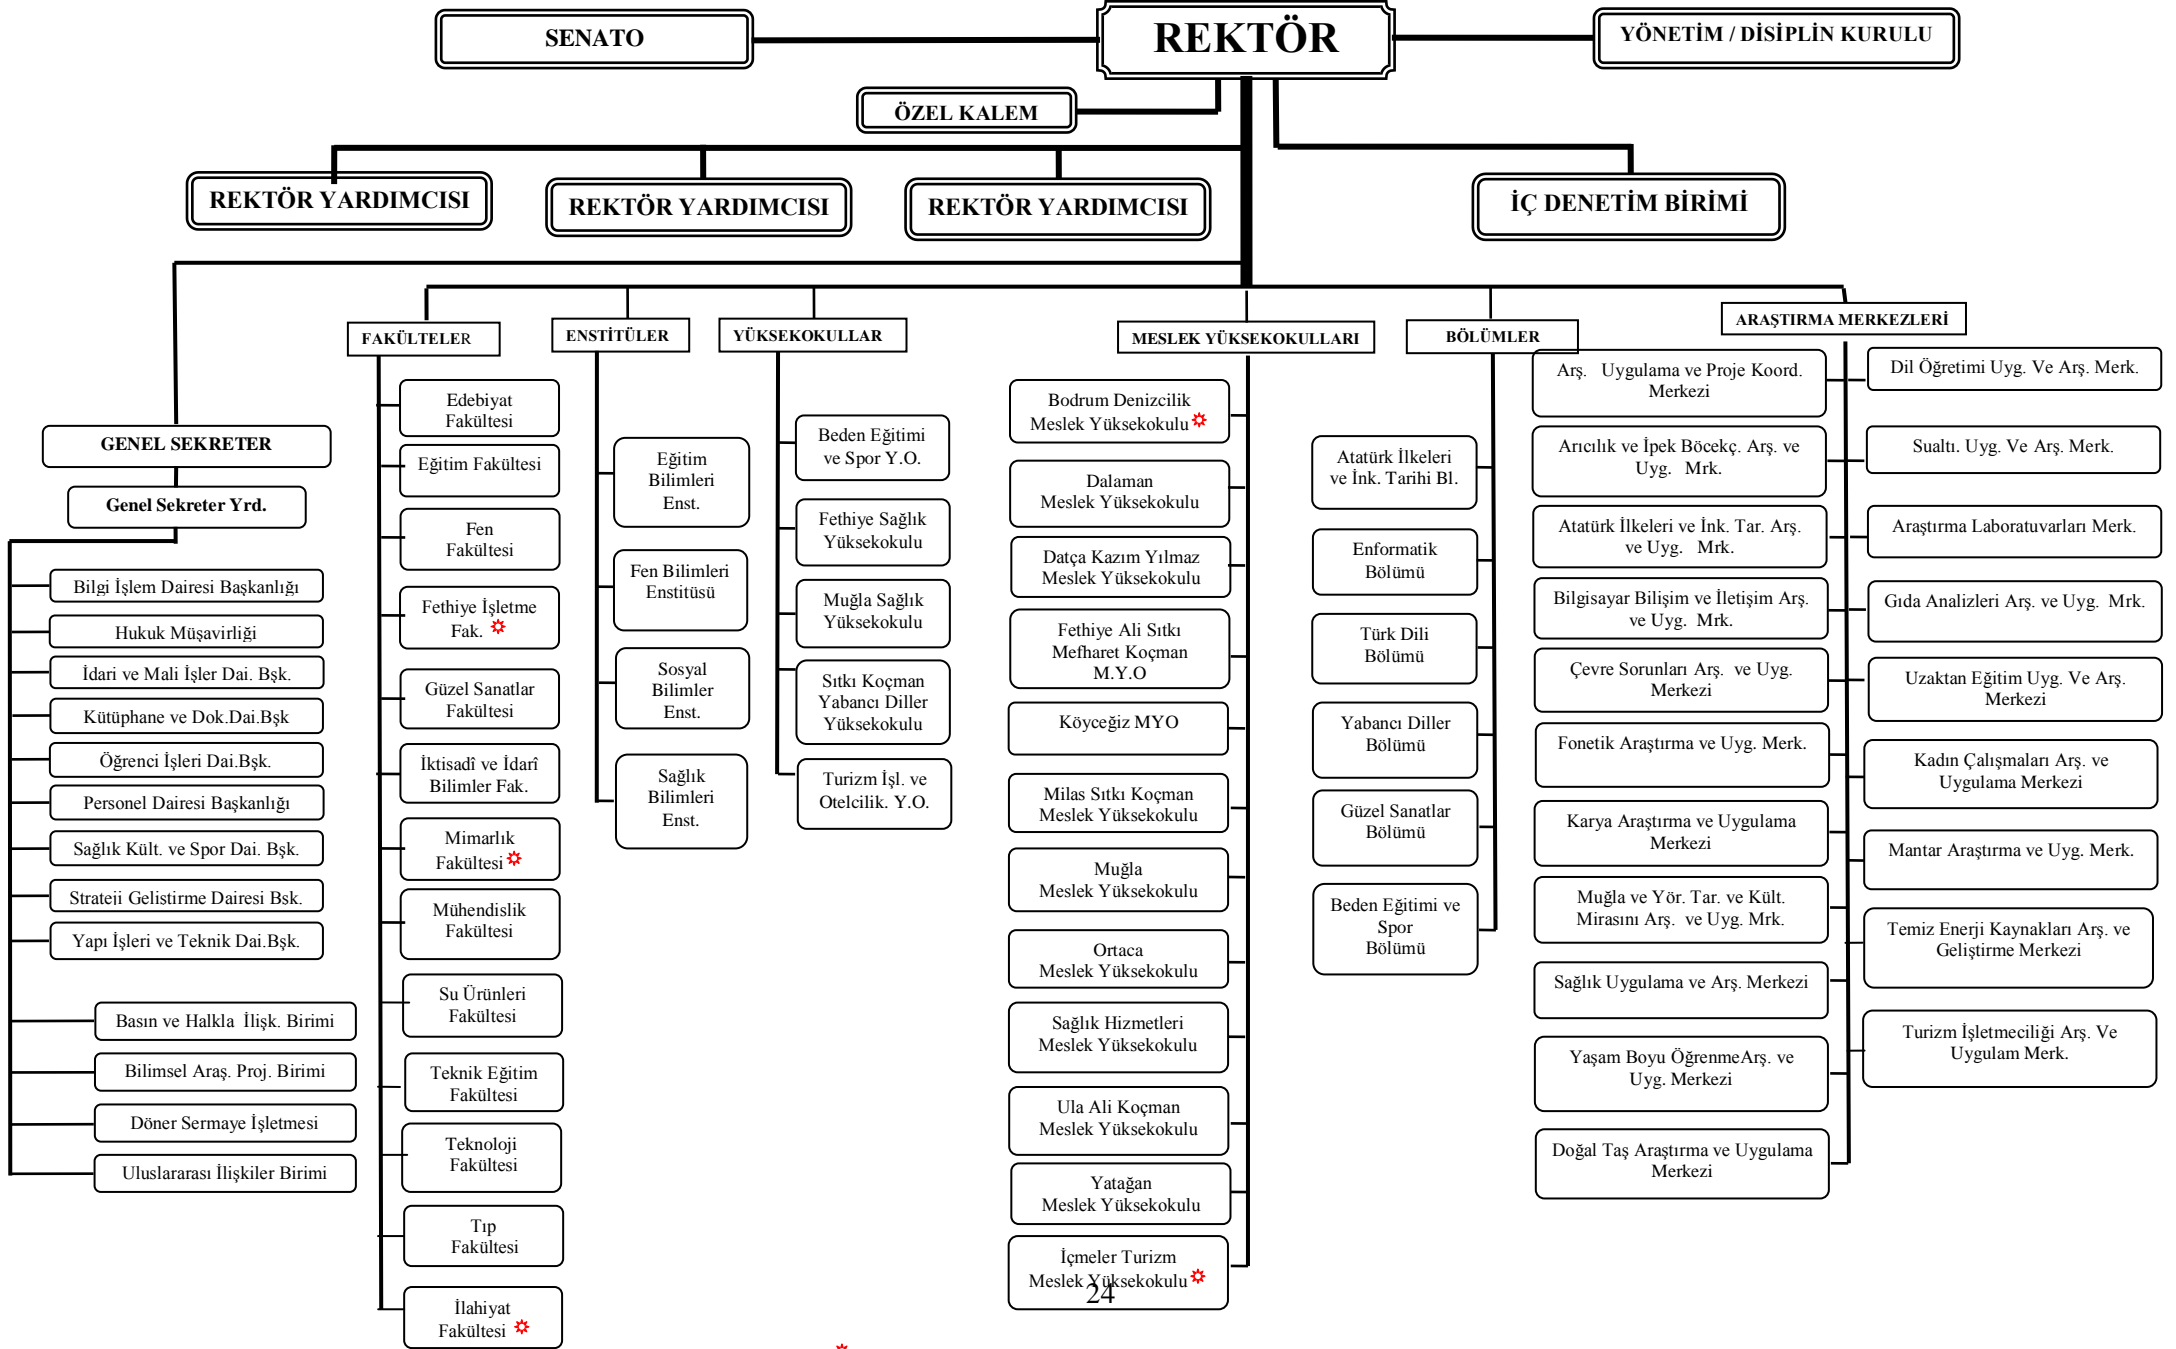 SENATO
REKTÖR
YÖNETİM / DİSİPLİN KURULU
ÖZEL KALEM
REKTÖR YARDIMCISI
REKTÖR YARDIMCISI
REKTÖR YARDIMCISI
İÇ DENETİM BİRİMİ
GENEL SEKRETER
Genel Sekreter Yrd.
Bilgi İşlem Dairesi Başkanlığı
Hukuk Müşavirliği
İdari ve Mali İşler Dai. Bşk.
Kütüphane ve Dok.Dai.Bşk
Öğrenci İşleri Dai.Bşk.
Personel Dairesi Başkanlığı
Sağlık Kült. ve Spor Dai. Bşk.
Strateji Geliştirme Dairesi Bşk.
Yapı İşleri ve Teknik Dai.Bşk.
Basın ve Halkla İlişk. Birimi
Bilimsel Araş. Proj. Birimi
Döner Sermaye İşletmesi
Uluslararası İlişkiler Birimi
FAKÜLTELER
Edebiyat
Fakültesi
Eğitim Fakültesi
Fen
Fakültesi
Fethiye İşletme
Fak.
Güzel Sanatlar
Fakültesi
İktisadî ve İdarî
Bilimler Fak.
Mimarlık
Fakültesi
Mühendislik
Fakültesi
Su Ürünleri
Fakültesi
Teknik Eğitim
Fakültesi
Teknoloji
Fakültesi
Tıp
Fakültesi
İlahiyat
Fakültesi
ENSTİTÜLER
Eğitim
Bilimleri
Enst.
Fen Bilimleri
Enstitüsü
Sosyal
Bilimler
Enst.
Sağlık
Bilimleri
Enst.
YÜKSEKOKULLAR
Beden Eğitimi
ve Spor Y.O.
Fethiye Sağlık
Yüksekokulu
Muğla Sağlık
Yüksekokulu
Sıtkı Koçman
Yabancı Diller
Yüksekokulu
Turizm İşl. ve
Otelcilik. Y.O.
MESLEK YÜKSEKOKULLARI
Bodrum Denizcilik
Meslek Yüksekokulu
Dalaman
Meslek Yüksekokulu
Datça Kazım Yılmaz
Meslek Yüksekokulu
Fethiye Ali Sıtkı
Mefharet Koçman
M.Y.O
Köyceğiz MYO
Milas Sıtkı Koçman
Meslek Yüksekokulu
Muğla
Meslek Yüksekokulu
Ortaca
Meslek Yüksekokulu
Sağlık Hizmetleri
Meslek Yüksekokulu
Ula Ali Koçman
Meslek Yüksekokulu
Yatağan
Meslek Yüksekokulu
İçmeler Turizm
Meslek Yüksekokulu
BÖLÜMLER
Atatürk İlkeleri
ve İnk. Tarihi Bl.
Enformatik
Bölümü
Türk Dili
Bölümü
Yabancı Diller
Bölümü
Güzel Sanatlar
Bölümü
Beden Eğitimi ve
Spor
Bölümü
ARAŞTIRMA MERKEZLERİ
Arş. Uygulama ve Proje Koord.
Merkezi
Arıcılık ve İpek Böcekç. Arş. ve
Uyg. Mrk.
Atatürk İlkeleri ve İnk. Tar. Arş.
ve Uyg. Mrk.
Bilgisayar Bilişim ve İletişim Arş.
ve Uyg. Mrk.
Çevre Sorunları Arş. ve Uyg.
Merkezi
Fonetik Araştırma ve Uyg. Merk.
Karya Araştırma ve Uygulama
Merkezi
Muğla ve Yör. Tar. ve Kült.
Mirasını Arş. ve Uyg. Mrk.
Sağlık Uygulama ve Arş. Merkezi
Yaşam Boyu ÖğrenmeArş. ve
Uyg. Merkezi
Doğal Taş Araştırma ve Uygulama
Merkezi
Dil Öğretimi Uyg. Ve Arş. Merk.
Sualtı. Uyg. Ve Arş. Merk.
Araştırma Laboratuvarları Merk.
Gıda Analizleri Arş. ve Uyg. Mrk.
Uzaktan Eğitim Uyg. Ve Arş.
Merkezi
Kadın Çalışmaları Arş. ve
Uygulama Merkezi
Mantar Araştırma ve Uyg. Merk.
Temiz Enerji Kaynakları Arş. ve
Geliştirme Merkezi
Turizm İşletmeciliği Arş. Ve
Uygulam Merk.
24